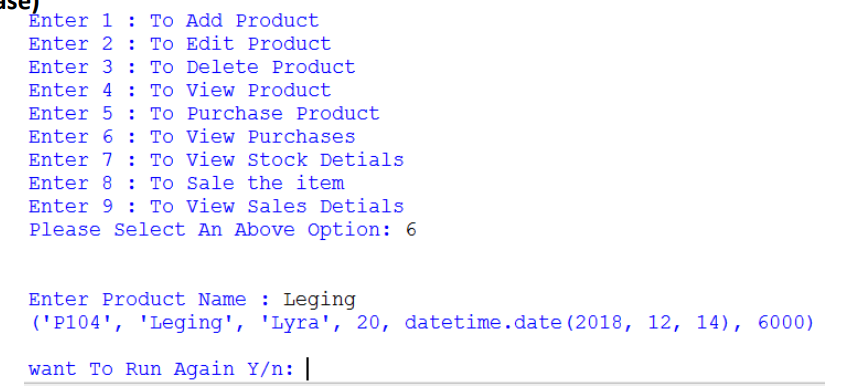 ase)
Enter 1 : To Add Product
Enter 2 : To Edit Product
Enter 3 : To Delete Product
Enter 4 : To View Product
Enter 5 : To Purchase Product
Enter 6 : To View Purchases
Enter 7 : To View Stock Detials
Enter 8 : To Sale the item
Enter 9 : To View Sales Detials
Please Select An Above Option: 6
Enter Product Name : Leging
('P104', 'Leging', 'Lyra', 20, datetime.date(2018, 12, 14), 6000)
want To Run Again Y/n: